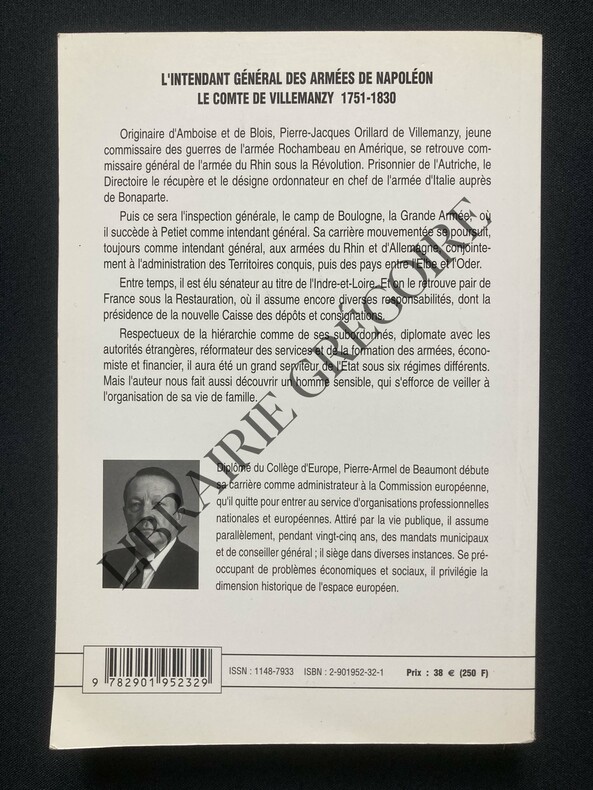 L'INTENDANT GÉNÉRAL DES ARMÉES DE NAPOLÉON
LE COMTE DE VILLEMANZY 1751-1830
Originaire d'Amboise et de Blois, Pierre-Jacques Orillard de Villemanzy, jeune
commissaire des guerres de l'armée Rochambeau en Amérique, se retrouve com-
missaire général de l'armée du Rhin sous la Révolution. Prisonnier de l'Autriche, le
Directoire le récupère et le désigne ordonnateur en chef de l'armée d'Italie auprès
de Bonaparte.
Puis ce sera l'inspection générale, le camp de Boulogne, la Grande Armée, où
il succède à Petiet comme intendant général. Sa carrière mouvementée se poursuit,
toujours comme intendant général, aux armées du Rhin et d'Allemagne, conjointe-
ment à l'administration des Territoires conquis, puis des pays entre l'Elbe et l'Oder.
Entre temps, il est élu sénateur au titre de l'Indre-et-Loire. Et on le retrouve pair de
France sous la Restauration, où il assume encore diverses responsabilités, dont la
présidence de la nouvelle Caisse des dépôts et consignations.
Respectueux de la hiérarchie comme de ses subordonnés, diplomate avec les
autorités étrangères, réformateur des services et de la formation des armées, écono-
miste et financier, il aura été un grand serviteur de l'État sous six régimes différents.
Mais l'auteur nous fait aussi découvrir un homme sensible, qui s'efforce de veiller à
l'organisation de sa vie de famille.
Diplômé du Collège d'Europe, Pierre-Armel de Beaumont débute
sa carrière comme administrateur à la Commission européenne,
qu'il quitte pour entrer au service d'organisations professionnelles
nationales et européennes. Attiré par la vie publique, il assume
parallèlement, pendant vingt-cinq ans, des mandats municipaux
et de conseiller général ; il siège dans diverses instances. Se pré-
occupant de problèmes économiques et sociaux, il privilégie la
dimension historique de l'espace européen.
ISSN : 1148-7933 ISBN : 2-901952-32-1 Prix : 38 € (250 F)
9 782901 952329
LIBRAIRIE GRÉGOIRE